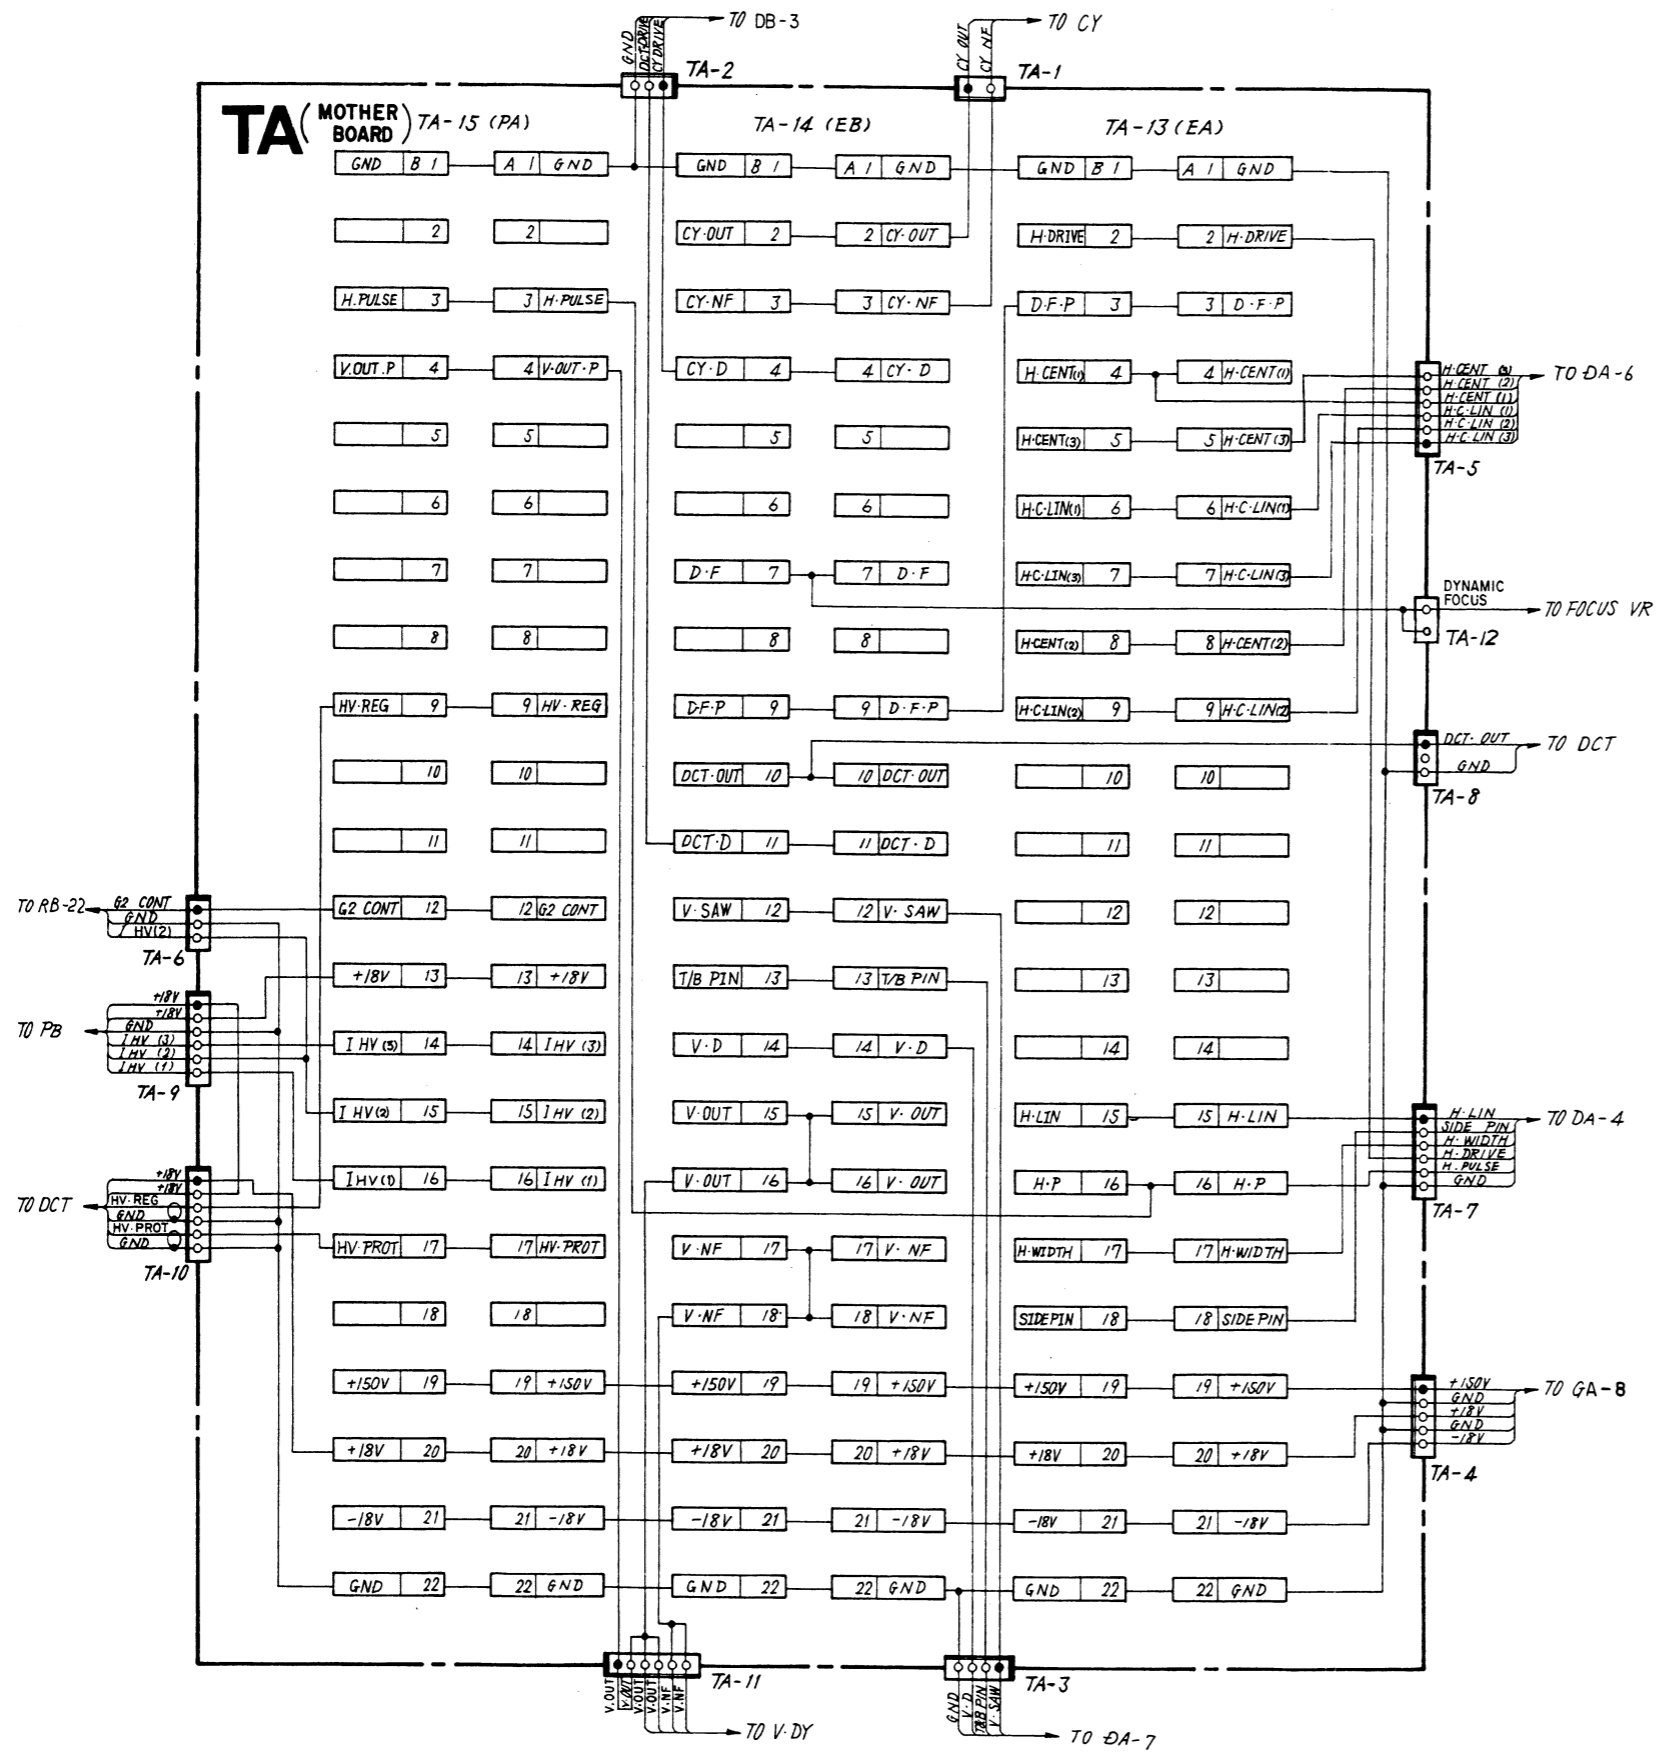 TO DB-3
TO CY
GND
DCT-DRIVE
CY DRIVE
CY OUT
CY NF
TA-2
TA-1
TA (MOTHER BOARD)
TA-15 (PA)
TA-14 (EB)
TA-13 (EA)
GND B 1 A 1 GND GND B 1 A 1 GND GND B 1 A 1 GND
2 2 CY-OUT 2 2 CY-OUT H-DRIVE 2 2 H-DRIVE
H.PULSE 3 3 H-PULSE CY-NF 3 3 CY-NF D-F-P 3 3 D-F-P
V.OUT.P 4 4 V-OUT-P CY-D 4 4 CY-D H.CENT(1) 4 4 H-CENT(1)
5 5 5 5 H-CENT(3) 5 5 H-CENT(3)
6 6 6 6 H-C-LIN(1) 6 6 H-C-LIN(1)
7 7 D-F 7 7 D-F H-C-LIN(3) 7 7 H-C-LIN(3)
8 8 8 8 H-CENT(2) 8 8 H-CENT(2)
HV-REG 9 9 HV-REG D-F-P 9 9 D-F-P H-C-LIN(2) 9 9 H-C-LIN(2)
10 10 DCT-OUT 10 10 DCT-OUT 10 10
11 11 DCT-D 11 11 DCT-D 11 11
G2 CONT 12 12 G2 CONT V-SAW 12 12 V-SAW 12 12
+18V 13 13 +18V T/B PIN 13 13 T/B PIN 13 13
I HV (3) 14 14 I HV (3) V-D 14 14 V-D 14 14
I HV (2) 15 15 I HV (2) V-OUT 15 15 V-OUT H-LIN 15 15 H-LIN
I HV (1) 16 16 I HV (1) V-OUT 16 16 V-OUT H-P 16 16 H-P
HV-PROT 17 17 HV-PROT V-NF 17 17 V-NF H-WIDTH 17 17 H-WIDTH
18 18 V-NF 18 18 V-NF SIDEPIN 18 18 SIDEPIN
+150V 19 19 +150V +150V 19 19 +150V +150V 19 19 +150V
+18V 20 20 +18V +18V 20 20 +18V +18V 20 20 +18V
-18V 21 21 -18V -18V 21 21 -18V -18V 21 21 -18V
GND 22 22 GND GND 22 22 GND GND 22 22 GND
H-CENT (3)
H-CENT (2)
H-CENT (1)
H-C-LIN (1)
H-C-LIN (2)
H-C-LIN (3)
TO DA-6
TA-5
DYNAMIC
FOCUS
TO FOCUS VR
TA-12
DCT-OUT
GND
TO DCT
TA-8
H-LIN
SIDE PIN
H-WIDTH
H-DRIVE
H.PULSE
GND
TO DA-4
TA-7
+150V
GND
+18V
GND
-18V
TO GA-8
TA-4
TO RB-22
G2 CONT
GND
I HV(2)
TA-6
TO PB
+18V
+18V
GND
I HV (3)
I HV (2)
I HV (1)
TA-9
TO DCT
+18V
+18V
HV-REG
GND
HV-PROT
GND
TA-10
V.OUT
V.OUT
V.OUT
V.OUT
V.NF
V.NF
TA-11
TO V-DY
GND
V-D
T&B PIN
V-SAW
TA-3
TO DA-7